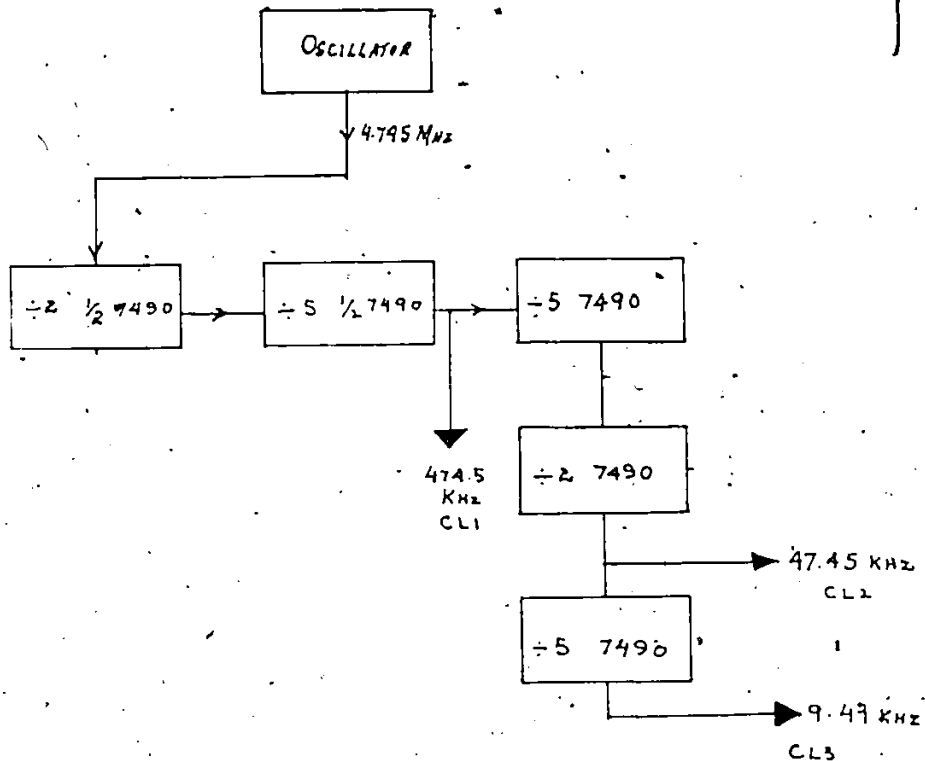 OSCILLATOR
4.795 MHz
÷2 ½ 7490
÷5 ½ 7490
÷5 7490
474.5
KHz
CL1
÷2 7490
47.45 KHz
CL2
÷5 7490
9.49 KHz
CL3